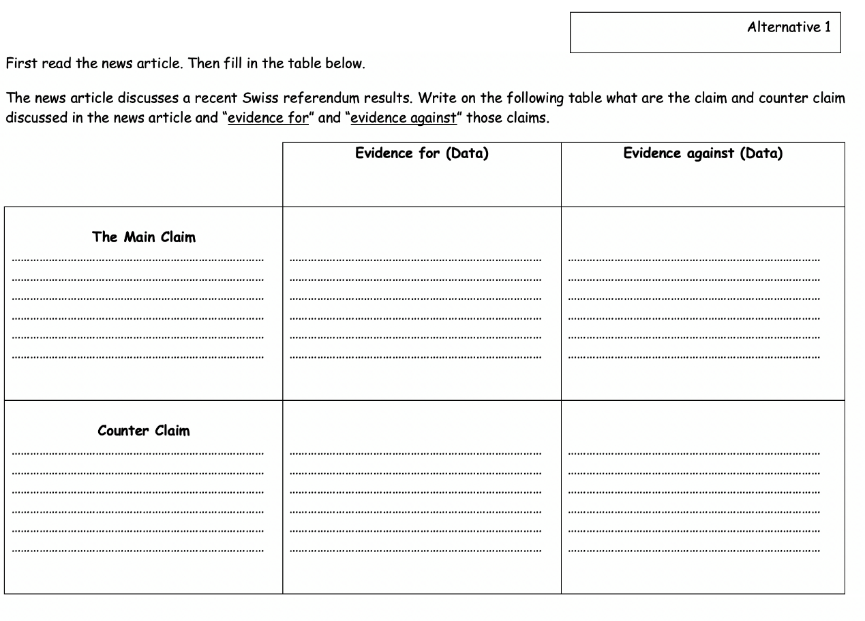 Alternative 1
First read the news article. Then fill in the table below.
The news article discusses a recent Swiss referendum results. Write on the following table what are the claim and counter claim
discussed in the news article and “evidence for” and “evidence against” those claims.
Evidence for (Data)
Evidence against (Data)
The Main Claim
Counter Claim